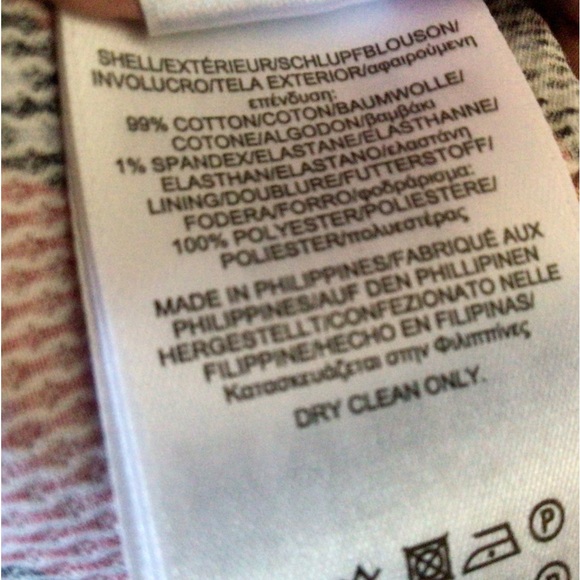 SHELL/EXTÉRIEUR/SCHLUPFBLOUSON/
INVOLUCRO/TELA EXTERIOR/αφαιρούμενη
επένδυση:
99% COTTON/COTON/BAUMWOLLE/
COTONE/ALGODON/βαμβάκι
1% SPANDEX/ELASTANE/ELASTHANNE/
ELASTHAN/ELASTANO/ελαστάνη
LINING/DOUBLURE/FUTTERSTOFF/
FODERA/FORRO/φοδράρισμα:
100% POLYESTER/POLIESTERE/
POLIESTER/πολυεστέρας
MADE IN PHILIPPINES/FABRIQUÉ AUX
PHILIPPINES/AUF DEN PHILLIPINEN
HERGESTELLT/CONFEZIONATO NELLE
FILIPPINE/HECHO EN FILIPINAS/
Κατασκευάζεται στην Φιλιππίνες
DRY CLEAN ONLY.
P